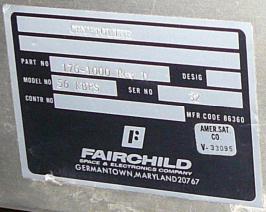 PART NO 176-1000 Rev D DESIG
MODEL NO 56 KBPS SER NO 32
CONTR NO MFR CODE 86360
F
AMER.SAT.
CO
V-33095
FAIRCHILD
SPACE & ELECTRONICS COMPANY
GERMANTOWN, MARYLAND 20767